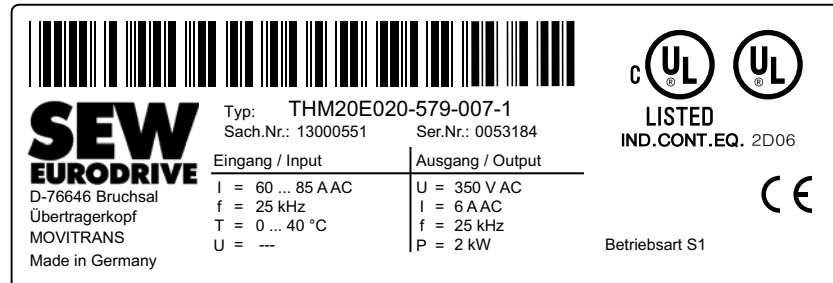 Typ: THM20E020-579-007-1
Sach.Nr.: 13000551 Ser.Nr.: 0053184
SEW
EURODRIVE
D-76646 Bruchsal
Übertragerkopf
MOVITRANS
Made in Germany
Eingang / Input
I = 60 ... 85 A AC
f = 25 kHz
T = 0 ... 40 °C
U = ---
Ausgang / Output
U = 350 V AC
I = 6 A AC
f = 25 kHz
P = 2 kW
C UL ® UL ®
LISTED
IND.CONT.EQ. 2D06
CE
Betriebsart S1